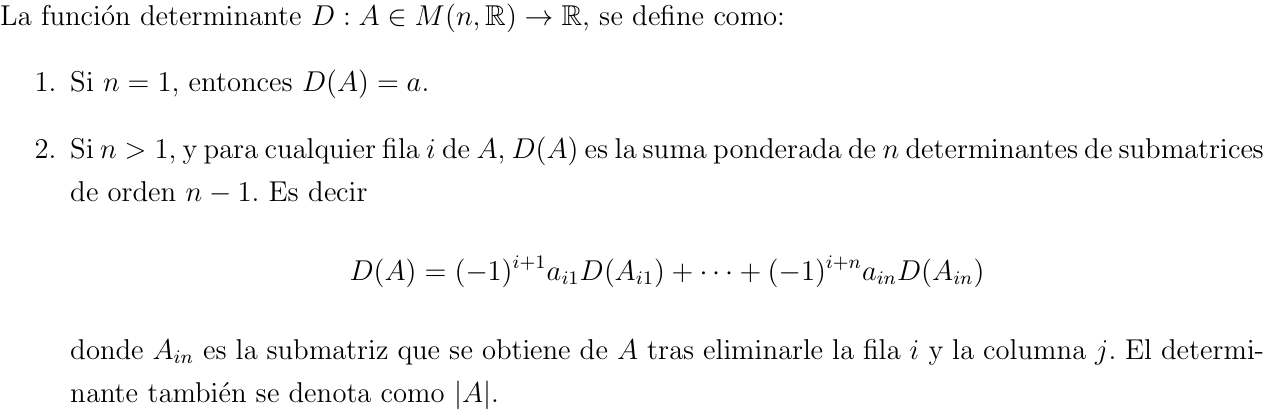 La función determinante D : A ∈ M(n, ℝ) → ℝ, se define como:
1. Si n = 1, entonces D(A) = a.
2. Si n > 1, y para cualquier fila i de A, D(A) es la suma ponderada de n determinantes de submatrices
de orden n − 1. Es decir
D(A) = (−1)^{i+1} a_{i1} D(A_{i1}) + · · · + (−1)^{i+n} a_{in} D(A_{in})
donde A_{in} es la submatriz que se obtiene de A tras eliminarle la fila i y la columna j. El determi-
nante también se denota como |A|.